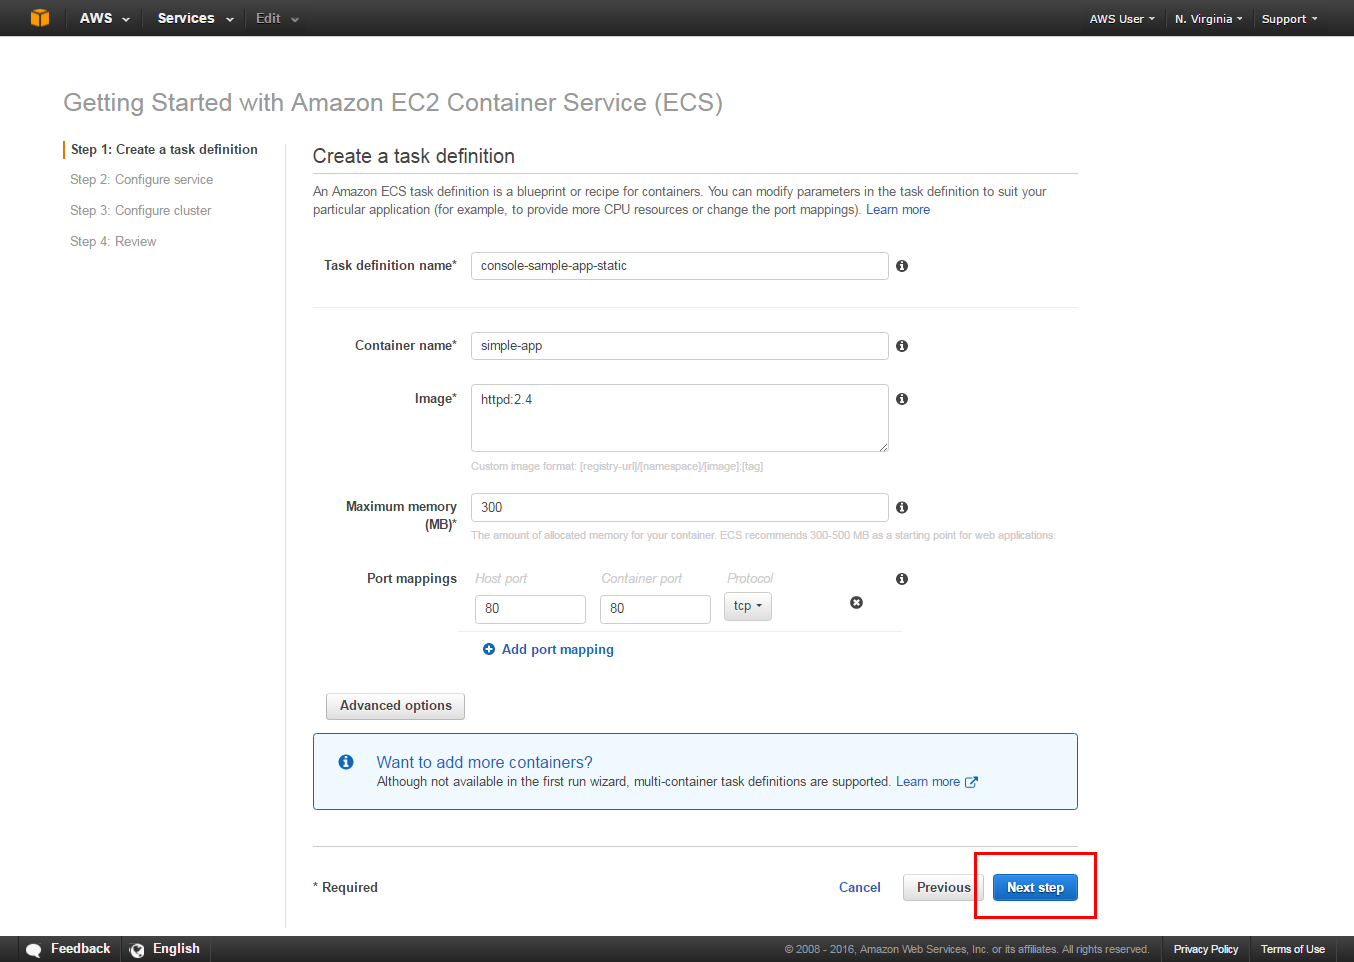 AWS Services Edit AWS User N. Virginia Support
Getting Started with Amazon EC2 Container Service (ECS)
Step 1: Create a task definition
Step 2: Configure service
Step 3: Configure cluster
Step 4: Review
Create a task definition
An Amazon ECS task definition is a blueprint or recipe for containers. You can modify parameters in the task definition to suit your
particular application (for example, to provide more CPU resources or change the port mappings). Learn more
Task definition name* console-sample-app-static
Container name* simple-app
Image* httpd:2.4
Custom image format: [registry-url]/[namespace]/[image]:[tag]
Maximum memory (MB)* 300
The amount of allocated memory for your container. ECS recommends 300-500 MB as a starting point for web applications.
Port mappings Host port Container port Protocol
80 80 tcp
Add port mapping
Advanced options
Want to add more containers?
Although not available in the first run wizard, multi-container task definitions are supported. Learn more
* Required Cancel Previous Next step
Feedback English © 2008 - 2016, Amazon Web Services, Inc. or its affiliates. All rights reserved. Privacy Policy Terms of Use